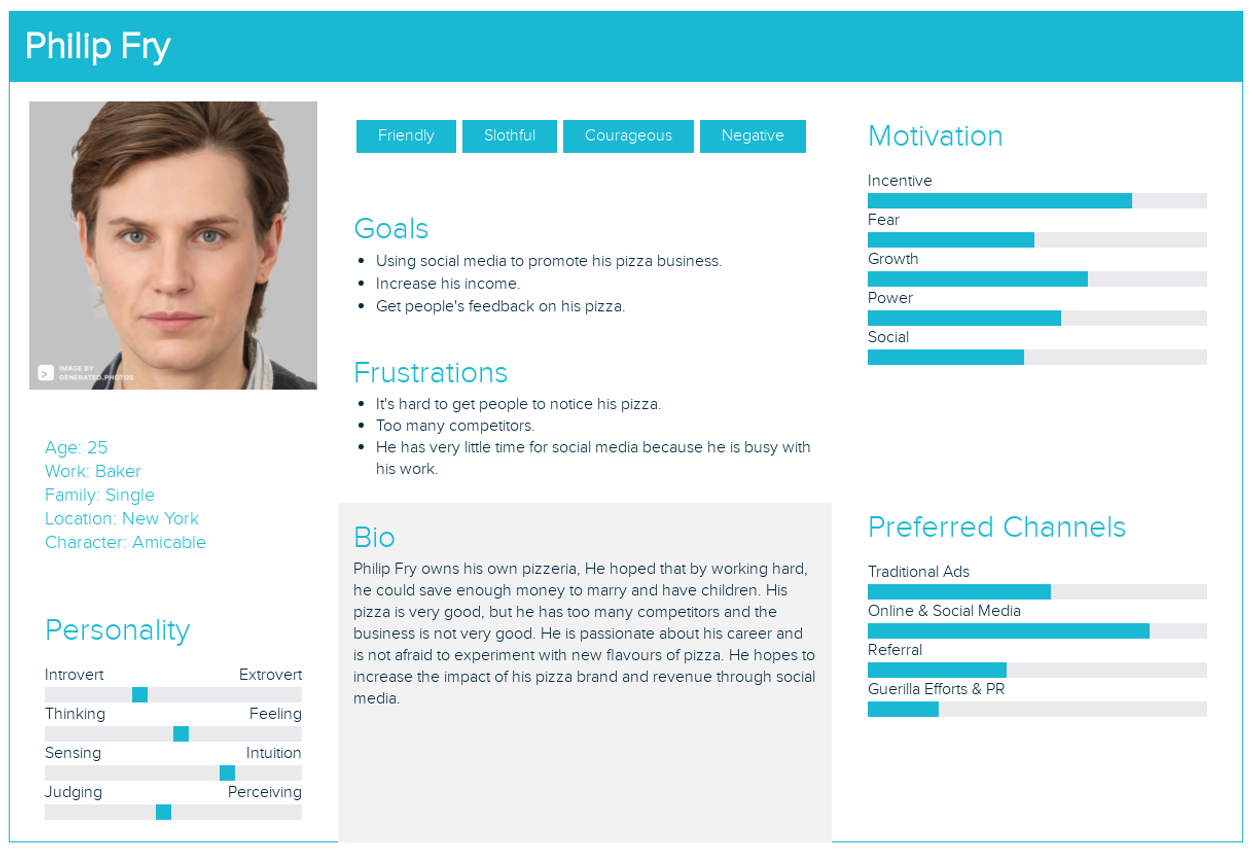 Philip Fry
IMAGE BY
GENERATED.PHOTOS
Age: 25
Work: Baker
Family: Single
Location: New York
Character: Amicable
Personality
Introvert Extrovert
Thinking Feeling
Sensing Intuition
Judging Perceiving
Friendly Slothful Courageous Negative
Goals
Using social media to promote his pizza business.
Increase his income.
Get people's feedback on his pizza.
Frustrations
It's hard to get people to notice his pizza.
Too many competitors.
He has very little time for social media because he is busy with
his work.
Bio
Philip Fry owns his own pizzeria, He hoped that by working hard,
he could save enough money to marry and have children. His
pizza is very good, but he has too many competitors and the
business is not very good. He is passionate about his career and
is not afraid to experiment with new flavours of pizza. He hopes to
increase the impact of his pizza brand and revenue through social
media.
Motivation
Incentive
Fear
Growth
Power
Social
Preferred Channels
Traditional Ads
Online & Social Media
Referral
Guerilla Efforts & PR